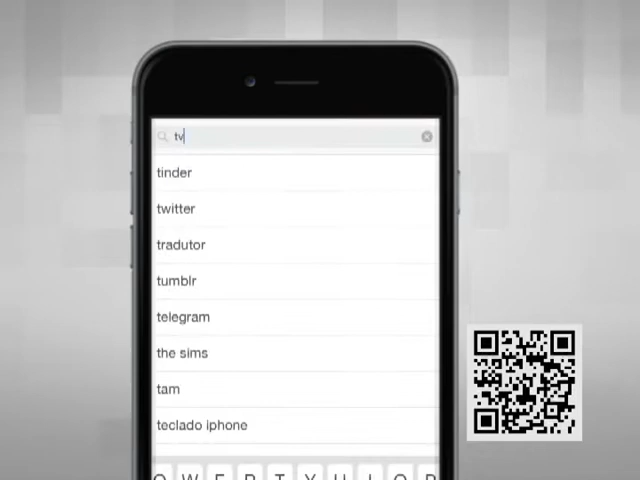 tv
tinder
twitter
tradutor
tumblr
telegram
the sims
tam
teclado iphone
Q W E R T Y U I O P